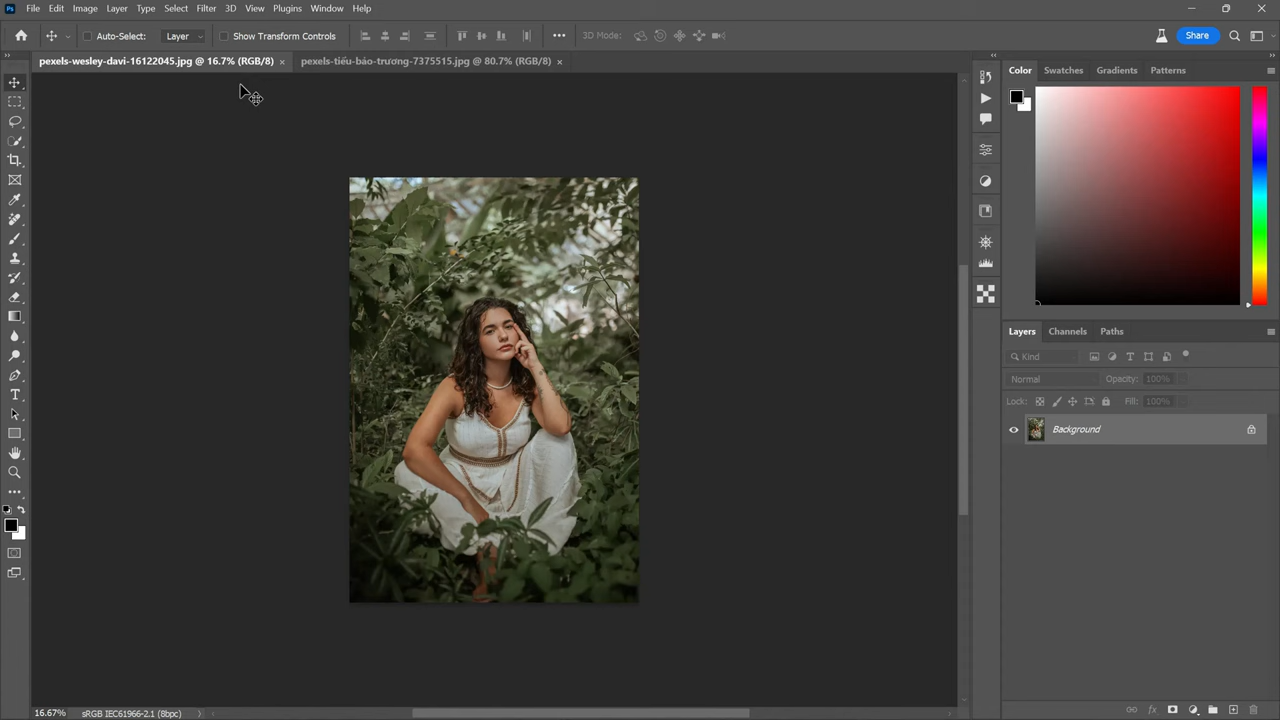 Ps File Edit Image Layer Type Select Filter 3D View Plugins Window Help
Auto-Select: Layer Show Transform Controls 3D Mode: Share
pexels-wesley-davi-16122045.jpg @ 16.7% (RGB/8) × pexels-tiểu-bảo-trương-7375515.jpg @ 80.7% (RGB/8) ×
Color Swatches Gradients Patterns
Layers Channels Paths
Kind
Normal Opacity: 100%
Lock: Fill: 100%
Background
16.67% sRGB IEC61966-2.1 (8bpc)